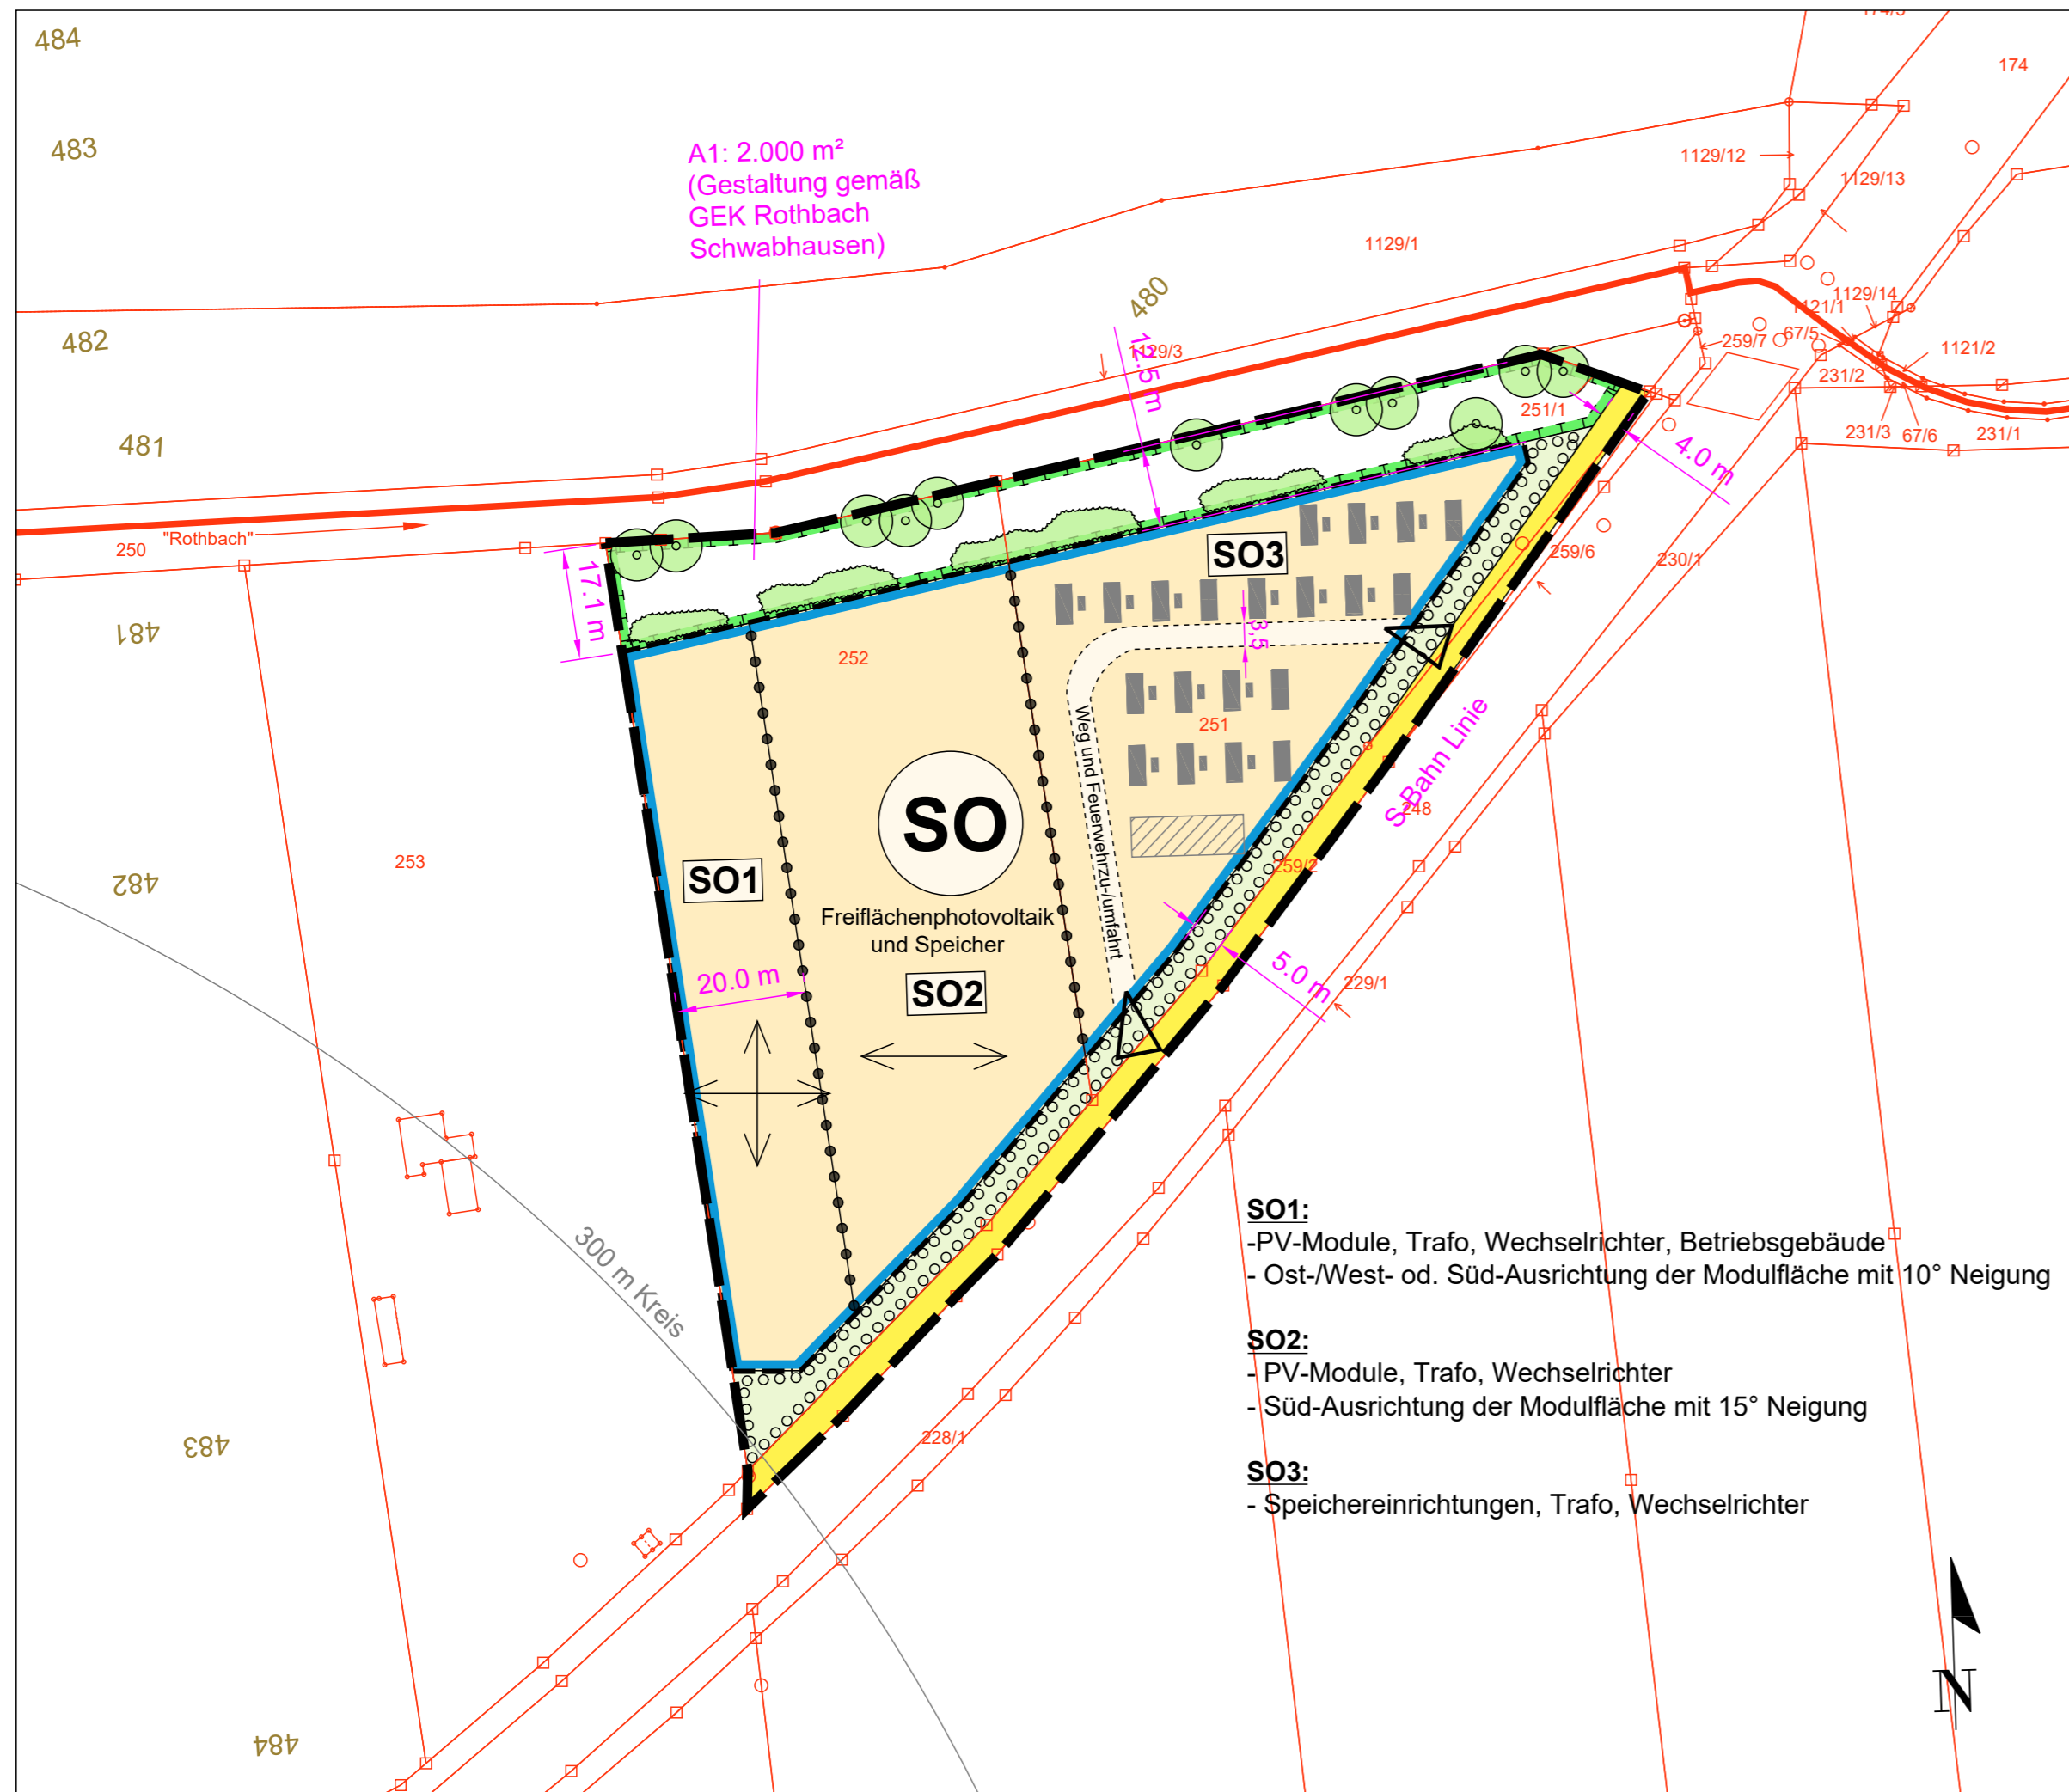 484
174/5
174
483
A1: 2.000 m²
(Gestaltung gemäß
GEK Rothbach
Schwabhausen)
1129/12
1129/13
1129/1
480
482
1129/14
1121/1
67/5
259/7
1129/3
1121/2
12.5 m
231/2
251/1
481
231/3
67/6
231/1
4.0 m
"Rothbach"
250
17.1 m
SO3
259/6
230/1
481
252
3,5
251
Weg und Feuerwehrzu-/umfahrt
S-Bahn Linie
248
SO
253
259/2
482
SO1
Freiflächenphotovoltaik
und Speicher
20.0 m
SO2
5.0 m
229/1
300 m Kreis
SO1:
-PV-Module, Trafo, Wechselrichter, Betriebsgebäude
- Ost-/West- od. Süd-Ausrichtung der Modulfläche mit 10° Neigung
SO2:
- PV-Module, Trafo, Wechselrichter
- Süd-Ausrichtung der Modulfläche mit 15° Neigung
483
228/1
SO3:
- Speichereinrichtungen, Trafo, Wechselrichter
N
484